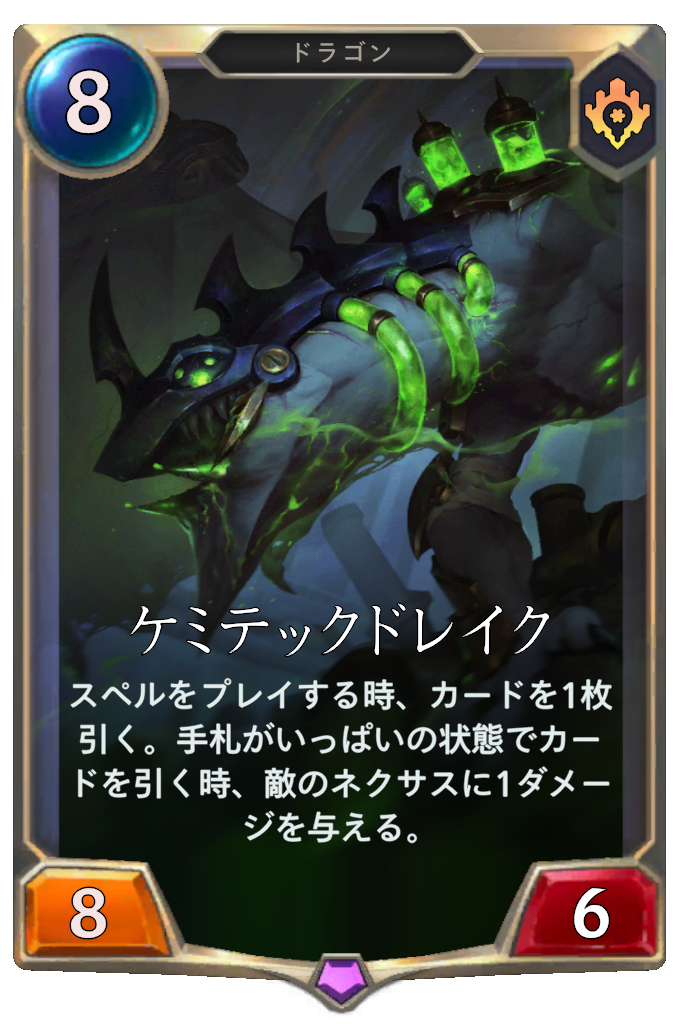 ドラゴン
8
ケミテックドレイク
スペルをプレイする時、カードを1枚
引く。手札がいっぱいの状態でカー
ドを引く時、敵のネクサスに1ダメー
ジを与える。
8
6